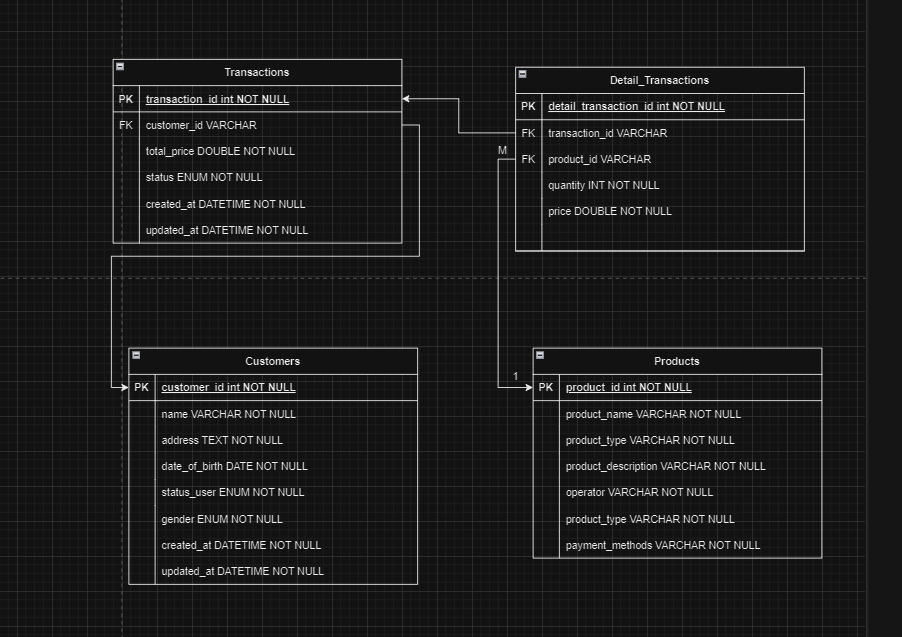 Transactions
PK transaction_id int NOT NULL
FK customer_id VARCHAR
total_price DOUBLE NOT NULL
status ENUM NOT NULL
created_at DATETIME NOT NULL
updated_at DATETIME NOT NULL
Detail_Transactions
PK detail_transaction_id int NOT NULL
FK transaction_id VARCHAR
M
FK product_id VARCHAR
quantity INT NOT NULL
price DOUBLE NOT NULL
Customers
PK customer_id int NOT NULL
name VARCHAR NOT NULL
address TEXT NOT NULL
date_of_birth DATE NOT NULL
status_user ENUM NOT NULL
gender ENUM NOT NULL
created_at DATETIME NOT NULL
updated_at DATETIME NOT NULL
Products
1
PK product_id int NOT NULL
product_name VARCHAR NOT NULL
product_type VARCHAR NOT NULL
product_description VARCHAR NOT NULL
operator VARCHAR NOT NULL
product_type VARCHAR NOT NULL
payment_methods VARCHAR NOT NULL